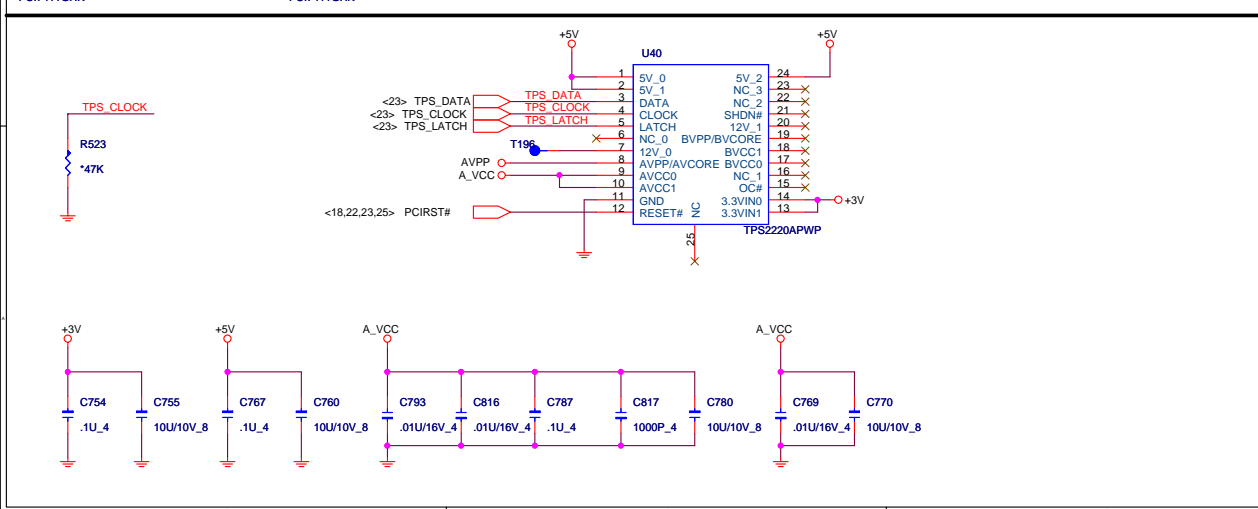 +5V +5V
U40
1 5V_0 5V_2 24
2 5V_1 NC_3 23
<23> TPS_DATA TPS_DATA 3 DATA NC_2 22
TPS_CLOCK <23> TPS_CLOCK TPS_CLOCK 4 CLOCK SHDN# 21
<23> TPS_LATCH TPS_LATCH 5 LATCH 12V_1 20
6 NC_0 BVPP/BVCORE 19
R523 T196 7 12V_0 BVCC1 18
AVPP 8 AVPP/AVCORE BVCC0 17
*47K A_VCC 9 AVCC0 NC_1 16
10 AVCC1 OC# 15
11 GND 3.3VIN0 14 +3V
<18,22,23,25> PCIRST# 12 RESET# NC 3.3VIN1 13
25 TPS2220APWP
+3V +5V A_VCC A_VCC
C754 C755 C767 C760 C793 C816 C787 C817 C780 C769 C770
.1U_4 10U/10V_8 .1U_4 10U/10V_8 .01U/16V_4 .01U/16V_4 .1U_4 1000P_4 10U/10V_8 .01U/16V_4 10U/10V_8